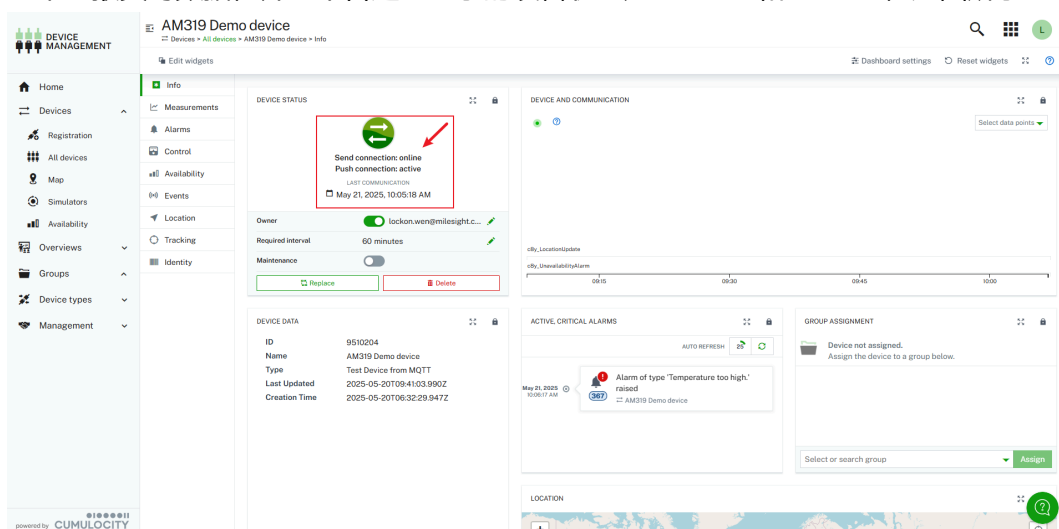 DEVICE
MANAGEMENT
AM319 Demo device
Devices > All devices > AM319 Demo device > Info
L
Edit widgets
Dashboard settings
Reset widgets
Home
Devices
Registration
All devices
Map
Simulators
Availability
Overviews
Groups
Device types
Management
powered by CUMULOCITY
Info
Measurements
Alarms
Control
Availability
Events
Location
Tracking
Identity
DEVICE STATUS
Send connection: online
Push connection: active
LAST COMMUNICATION
May 21, 2025, 10:05:18 AM
Owner
lockon.wen@milesight.c...
Required interval
60 minutes
Maintenance
Replace
Delete
DEVICE AND COMMUNICATION
Select data points
c8y_LocationUpdate
c8y_UnavailabilityAlarm
09:15
09:30
09:45
10:00
DEVICE DATA
ID 9510204
Name AM319 Demo device
Type Test Device from MQTT
Last Updated 2025-05-20T09:41:03.990Z
Creation Time 2025-05-20T06:32:29.947Z
ACTIVE, CRITICAL ALARMS
AUTO REFRESH 25
May 21, 2025
10:06:17 AM
367
Alarm of type 'Temperature too high.'
raised
AM319 Demo device
GROUP ASSIGNMENT
Device not assigned.
Assign the device to a group below.
Select or search group
Assign
LOCATION